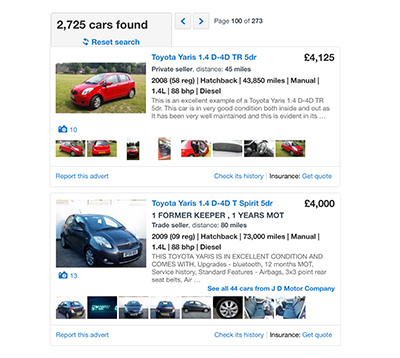 2,725 cars found
Reset search
Page 100 of 273
Toyota Yaris 1.4 D-4D TR 5dr
£4,125
Private seller, distance: 45 miles
2008 (58 reg) | Hatchback | 43,850 miles | Manual |
1.4L | 88 bhp | Diesel
This is an excellent example of a Toyota Yaris 1.4 D-4D TR
5dr. This car is in very good condition both inside and out as
It has been very well maintained and this is evident in its ...
10
Report this advert
Check its history | Insurance: Get quote
Toyota Yaris 1.4 D-4D T Spirit 5dr
£4,000
1 FORMER KEEPER , 1 YEARS MOT
Trade seller, distance: 80 miles
2009 (09 reg) | Hatchback | 73,000 miles | Manual |
1.4L | 88 bhp | Diesel
THIS TOYOTA YARIS IS IN EXCELLENT CONDITION AND
COMES WITH, Upgrades - bluetooth, 12 months MOT,
Service history, Standard Features - Airbags, 3x3 point rear
seat belts, Air ...
13
See all 44 cars from J D Motor Company
Report this advert
Check its history | Insurance: Get quote